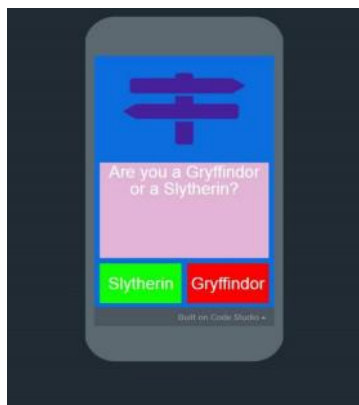 Are you a Gryffindor
or a Slytherin?
Slytherin Gryffindor
Built on Code Studio